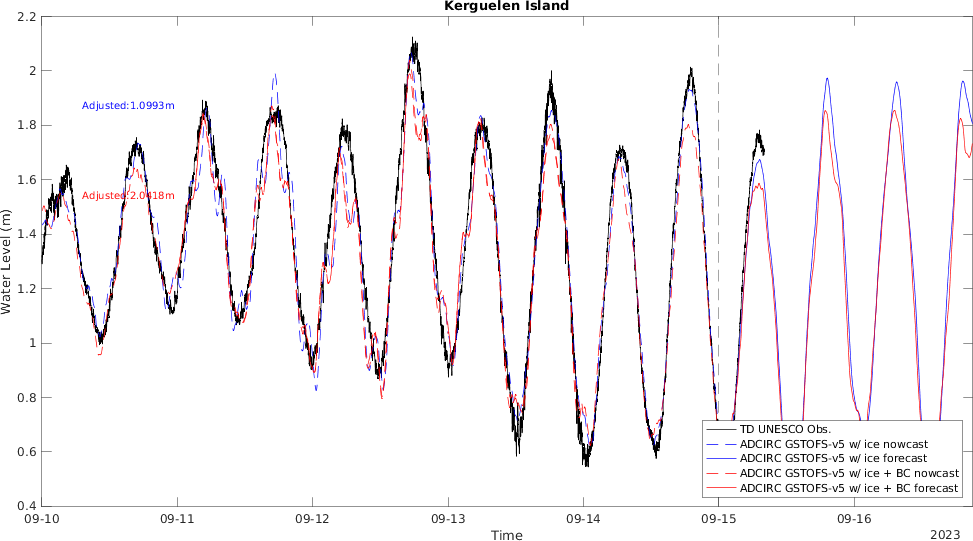 Kerguelen Island
2.2
2
1.8
1.6
1.4
1.2
1
0.8
0.6
0.4
Water Level (m)
Adjusted:1.0993m
Adjusted:2.0418m
TD UNESCO Obs.
ADCIRC GSTOFS-v5 w/ ice nowcast
ADCIRC GSTOFS-v5 w/ ice forecast
ADCIRC GSTOFS-v5 w/ ice + BC nowcast
ADCIRC GSTOFS-v5 w/ ice + BC forecast
09-10 09-11 09-12 09-13 09-14 09-15 09-16
Time
2023